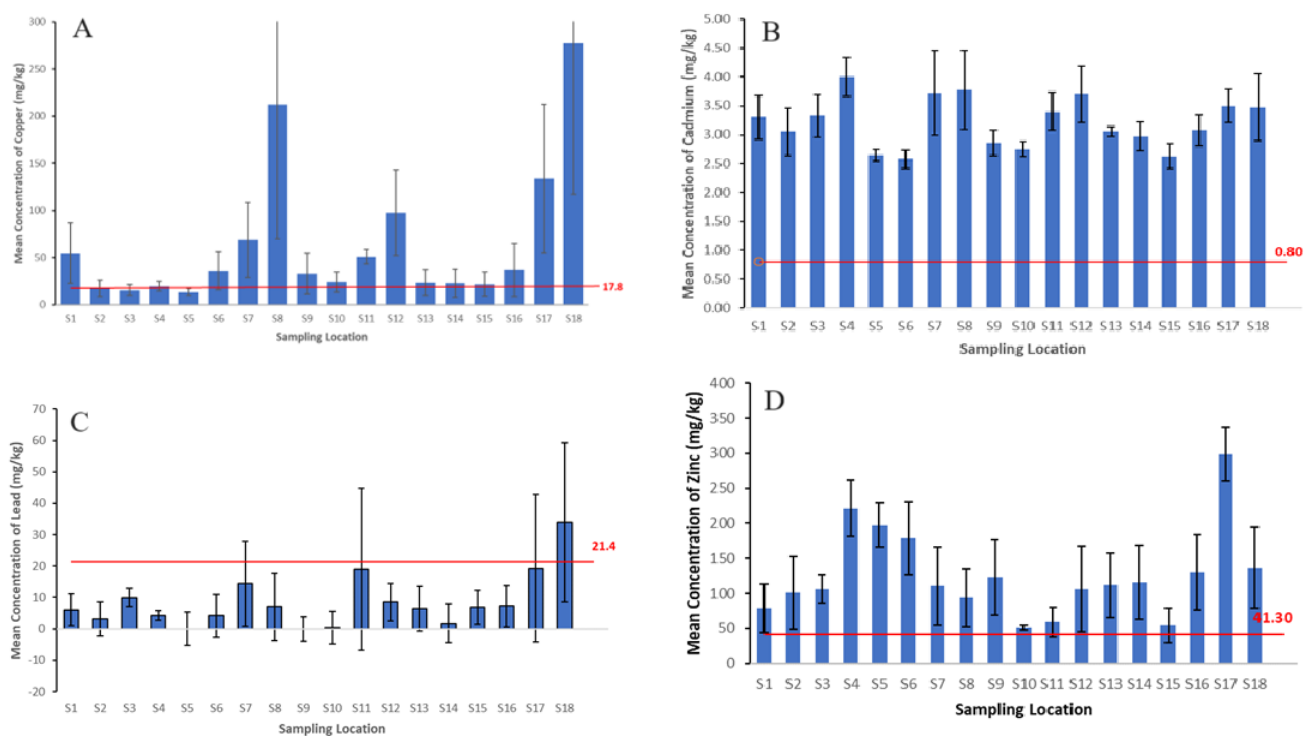 A
Mean Concentration of Copper (mg/kg)
300
250
200
150
100
50
0
17.8
S1 S2 S3 S4 S5 S6 S7 S8 S9 S10 S11 S12 S13 S14 S15 S16 S17 S18
Sampling Location
B
Mean Concentration of Cadmium (mg/kg)
5.00
4.50
4.00
3.50
3.00
2.50
2.00
1.50
1.00
0.50
0.00
0.80
S1 S2 S3 S4 S5 S6 S7 S8 S9 S10 S11 S12 S13 S14 S15 S16 S17 S18
Sampling Location
C
Mean Concentration of Lead (mg/kg)
70
60
50
40
30
20
10
0
-10
-20
21.4
S1 S2 S3 S4 S5 S6 S7 S8 S9 S10 S11 S12 S13 S14 S15 S16 S17 S18
Sampling Location
D
Mean Concentration of Zinc (mg/kg)
400
350
300
250
200
150
100
50
0
41.30
S1 S2 S3 S4 S5 S6 S7 S8 S9 S10 S11 S12 S13 S14 S15 S16 S17 S18
Sampling Location